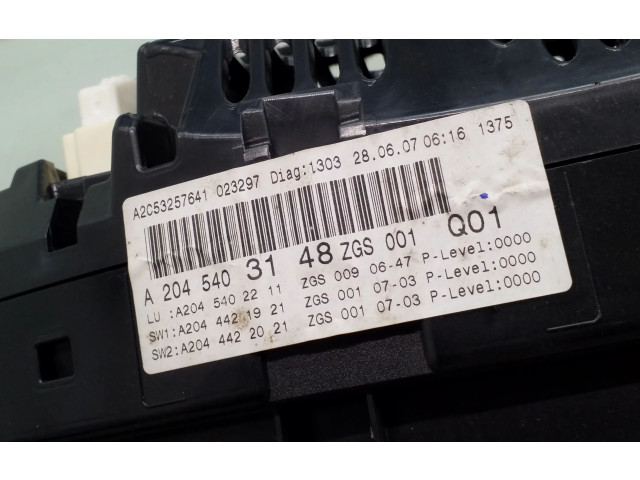 A2C53257641 023297 Diag:1303 28.06.07 06:16 1375
A 204 540 31 48 ZGS 001 Q01
LU :A204 540 22 11 ZGS 009 06-47 P-Level:0000
SW1:A204 442 19 21 ZGS 001 07-03 P-Level:0000
SW2:A204 442 20 21 ZGS 001 07-03 P-Level:0000